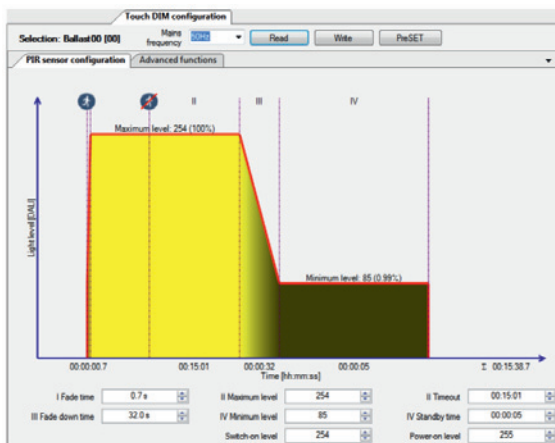 Touch DIM configuration
Selection: Ballast00 [00] Mains frequency 60Hz Read Write PreSET
PIR sensor configuration Advanced functions
II III IV
Maximum level: 254 (100%)
Light level [DALI]
Minimum level: 85 (0.99%)
00:00:00.7 00:15:01 00:00:32 00:00:05 Σ 00:15:38.7
Time [hh:mm:ss]
I Fade time 0.7 s II Maximum level 254 II Timeout 00:15:01
III Fade down time 32.0 s IV Minimum level 85 IV Standby time 00:00:05
Switch-on level 254 Power-on level 255